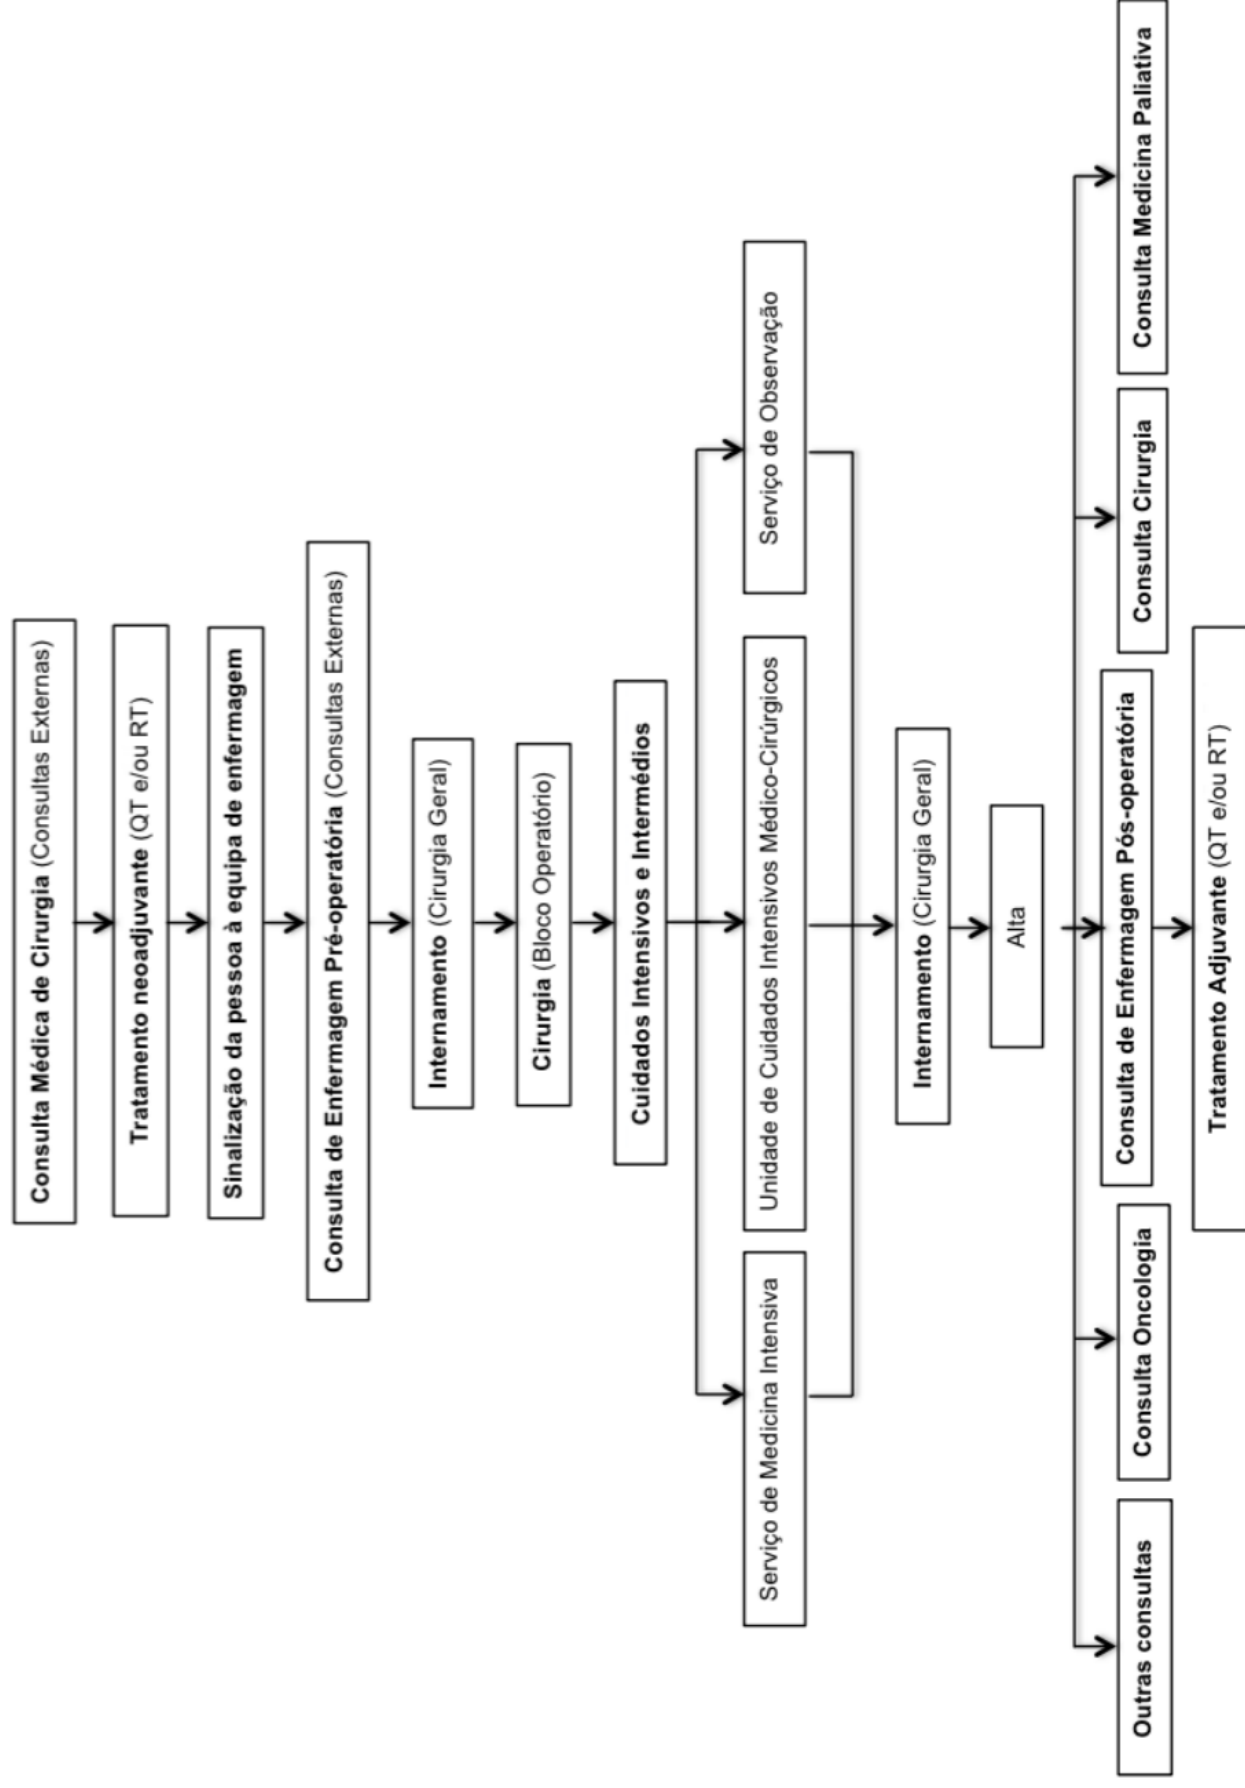 Consulta Médica de Cirurgia (Consultas Externas)
Tratamento neoadjuvante (QT e/ou RT)
Sinalização da pessoa à equipa de enfermagem
Consulta de Enfermagem Pré-operatória (Consultas Externas)
Internamento (Cirurgia Geral)
Cirurgia (Bloco Operatório)
Cuidados Intensivos e Intermédios
Serviço de Medicina Intensiva
Unidade de Cuidados Intensivos Médico-Cirúrgicos
Serviço de Observação
Internamento (Cirurgia Geral)
Alta
Outras consultas
Consulta Oncologia
Consulta de Enfermagem Pós-operatória
Consulta Cirurgia
Consulta Medicina Paliativa
Tratamento Adjuvante (QT e/ou RT)